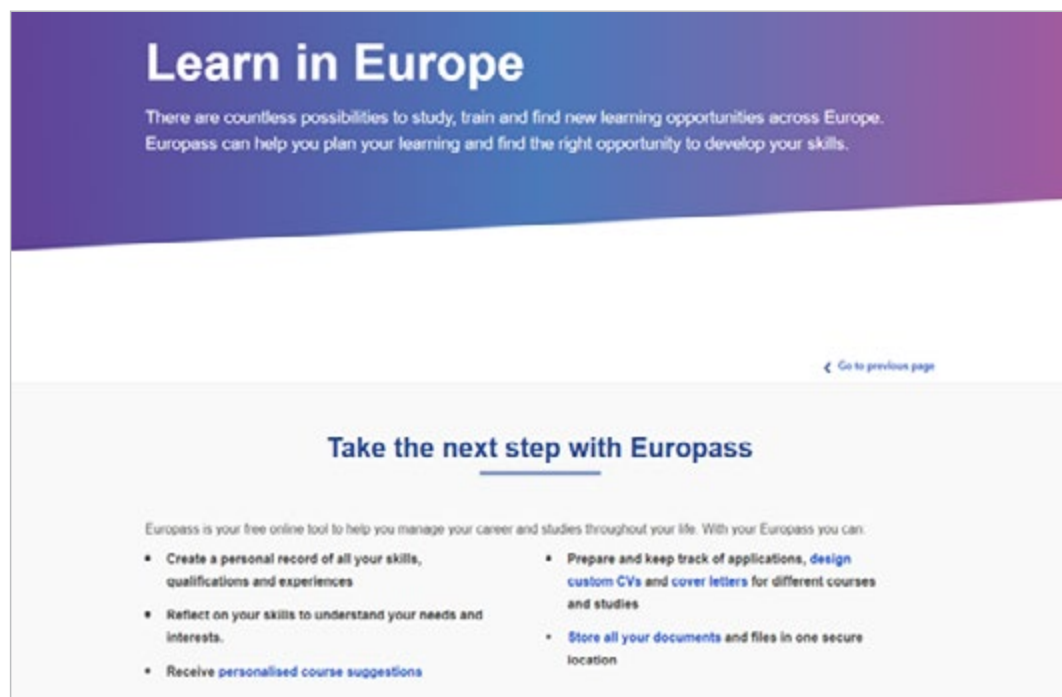 Learn in Europe
There are countless possibilities to study, train and find new learning opportunities across Europe.
Europass can help you plan your learning and find the right opportunity to develop your skills.
Go to previous page
Take the next step with Europass
Europass is your free online tool to help you manage your career and studies throughout your life. With your Europass you can:
• Create a personal record of all your skills,
qualifications and experiences
• Reflect on your skills to understand your needs and
interests.
• Receive personalised course suggestions
• Prepare and keep track of applications, design
custom CVs and cover letters for different courses
and studies
• Store all your documents and files in one secure
location